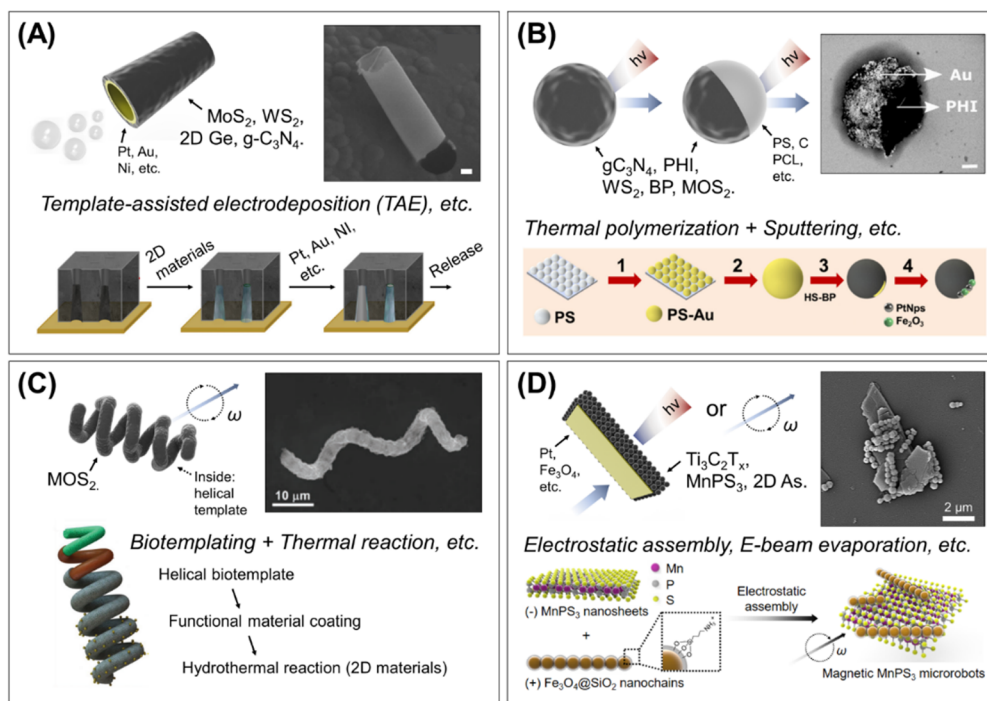 (A)
MoS₂, WS₂,
2D Ge, g-C₃N₄.
Pt, Au,
Ni, etc.
Template-assisted electrodeposition (TAE), etc.
2D
materials
Pt, Au, NI,
etc.
Release
(B)
hv
hv
Au
PHI
gC₃N₄, PHI,
WS₂, BP, MOS₂.
PS, C
PCL,
etc.
Thermal polymerization + Sputtering, etc.
1
2
3
4
HS-BP
PS
PS-Au
PtNps
Fe₂O₃
(C)
ω
MOS₂.
Inside:
helical
template
10 μm
Biotemplating + Thermal reaction, etc.
Helical biotemplate
Functional material coating
Hydrothermal reaction (2D materials)
(D)
hv or
ω
Pt,
Fe₃O₄,
etc.
Ti₃C₂Tₓ,
MnPS₃, 2D As.
2 μm
Electrostatic assembly, E-beam evaporation, etc.
Mn
P
S
(-) MnPS₃ nanosheets
+
NH₃⁺
(+) Fe₃O₄@SiO₂ nanochains
Electrostatic
assembly
ω
Magnetic MnPS₃ microrobots